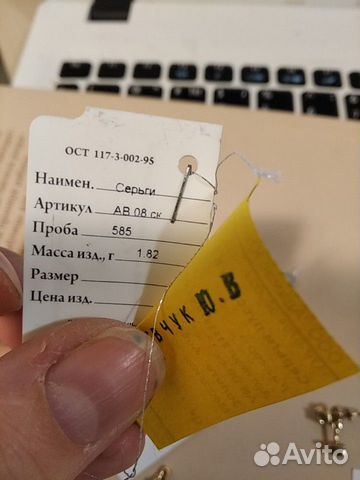 ОСТ 117-3-002-95
Наимен. Серьги
Артикул АВ 08 ск
Проба 585
Масса изд., г 1.82
Размер
Цена изд.
вчук Ю. В
Avito